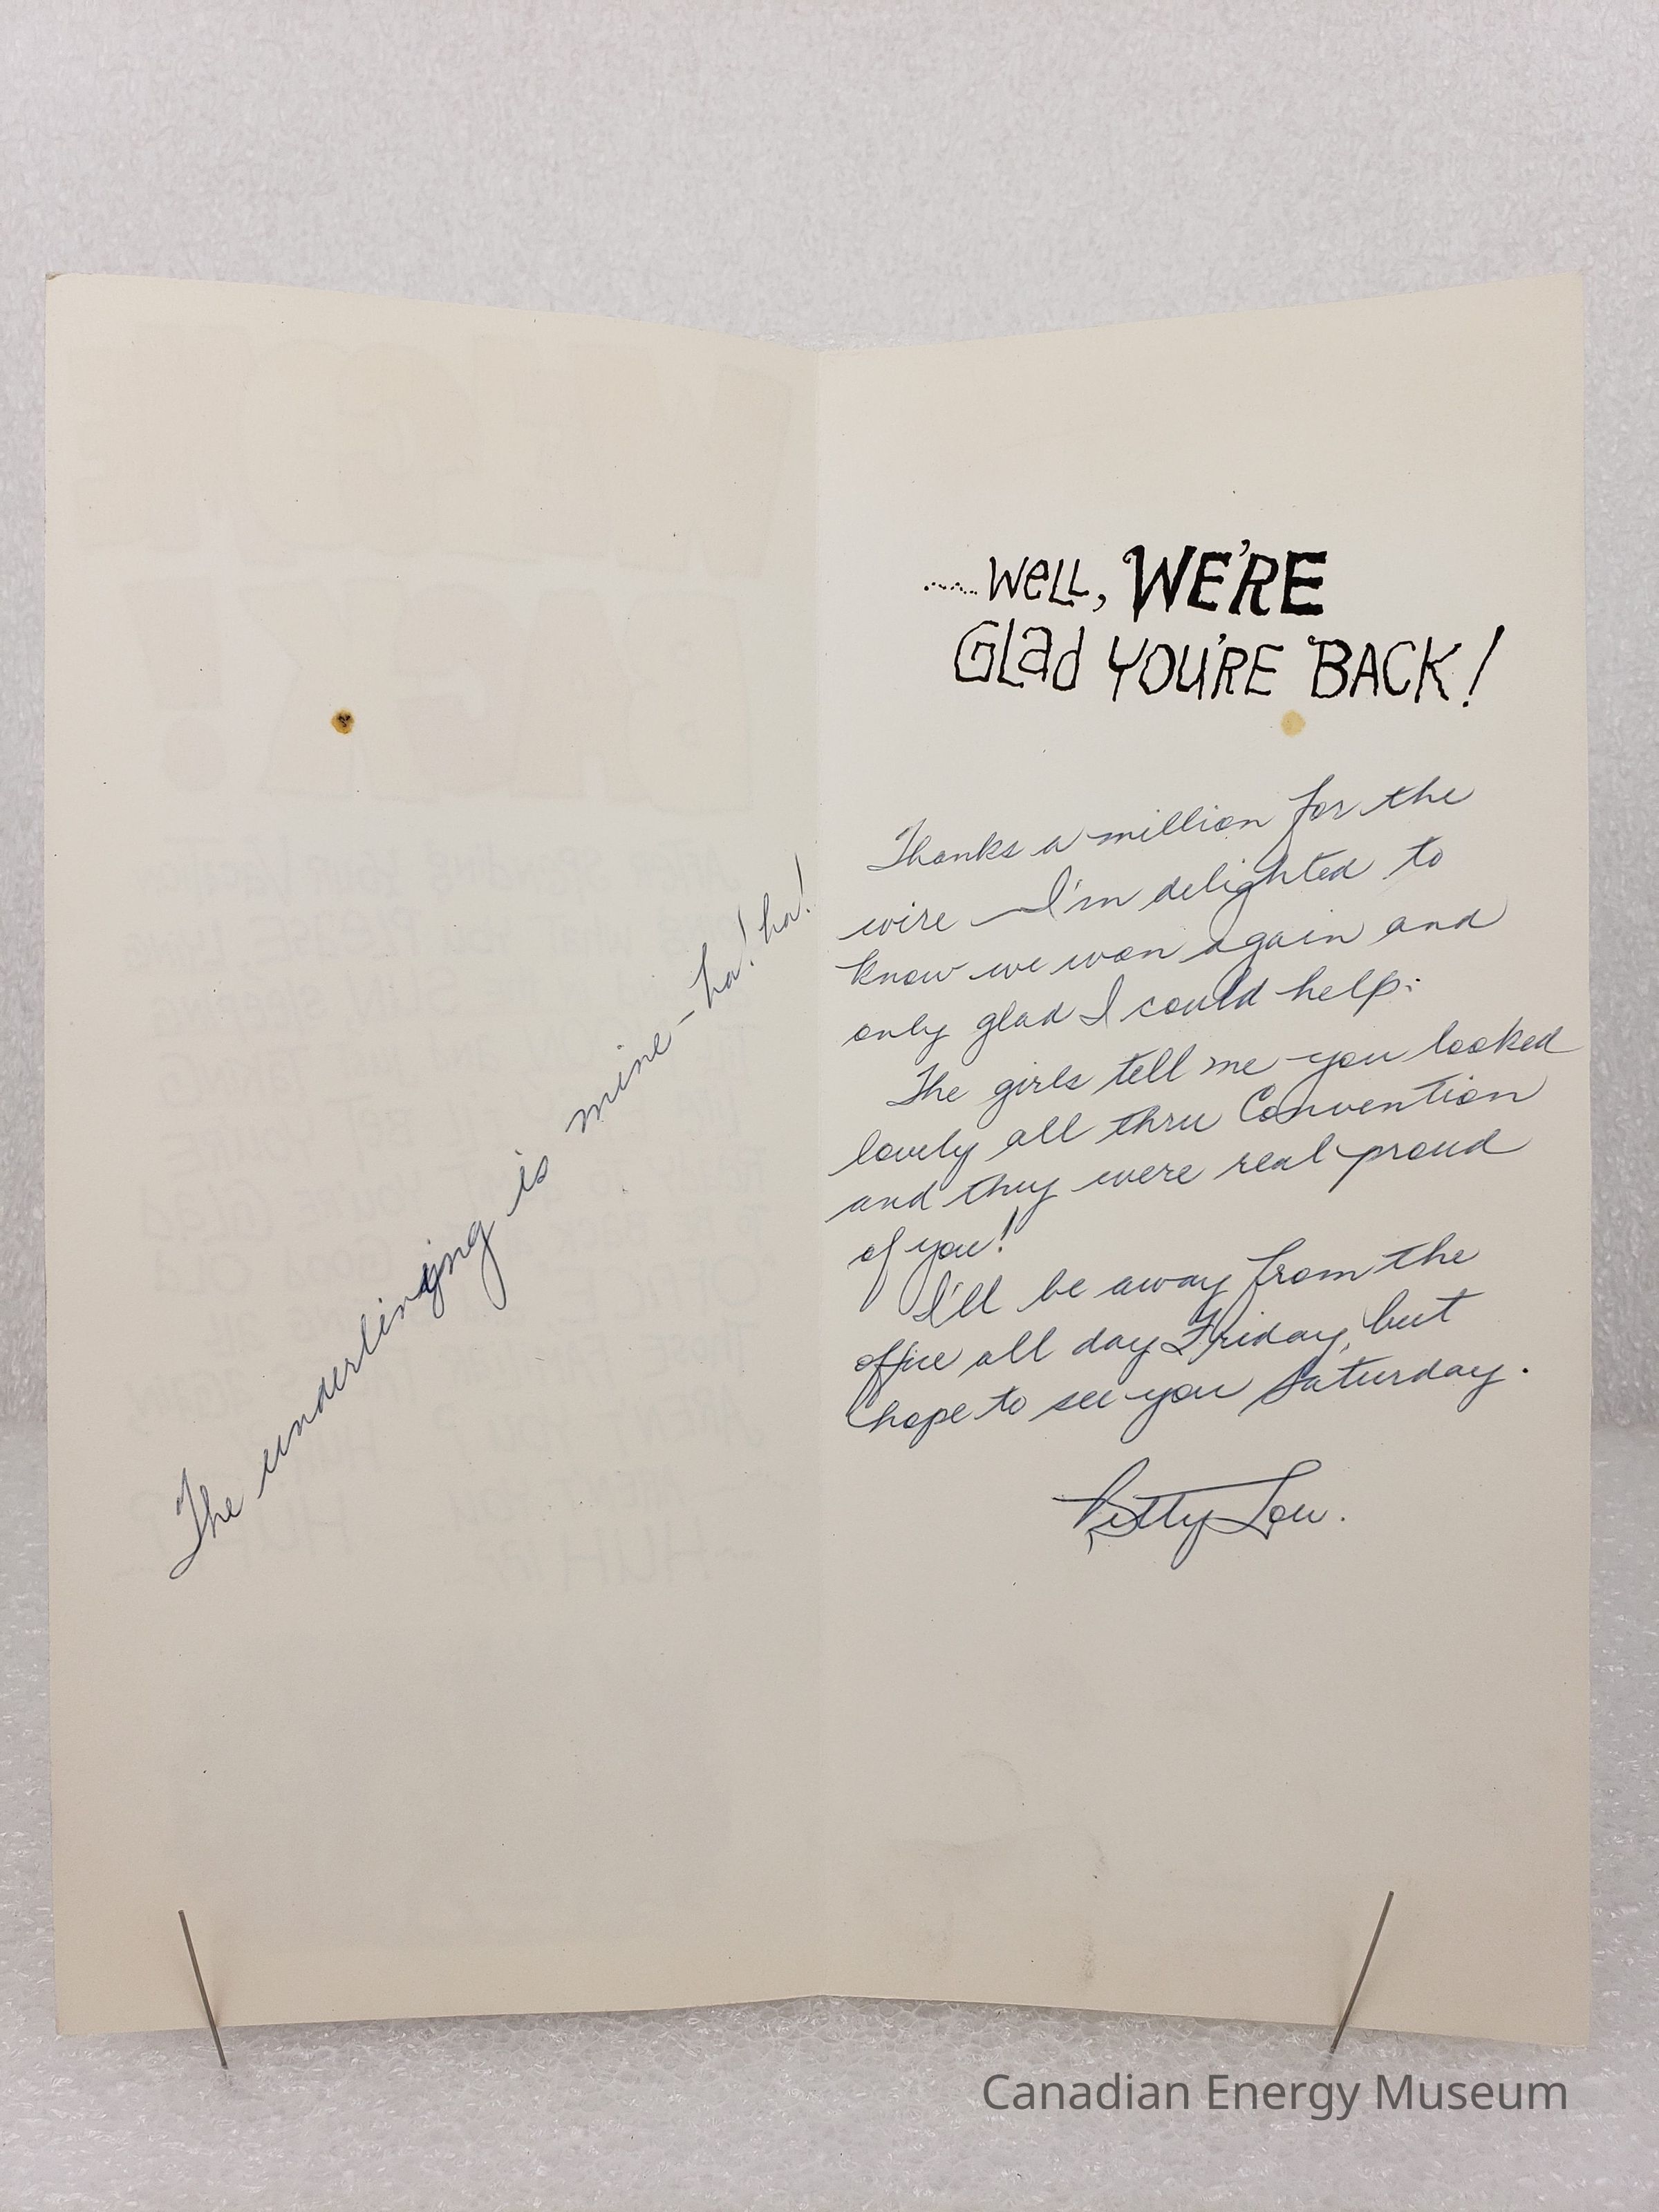 The underlinging is mine - ha! ha!
......WeLL, WE'RE
GLad YOU'RE BACK!
Thanks a million for the
wire - I'm delighted to
know we won again and
only glad I could help.
The girls tell me you looked
lovely all thru Convention
and they were real proud
of you!
I'll be away from the
office all day Friday, but
hope to see you Saturday.
Betty Lou.
Canadian Energy Museum